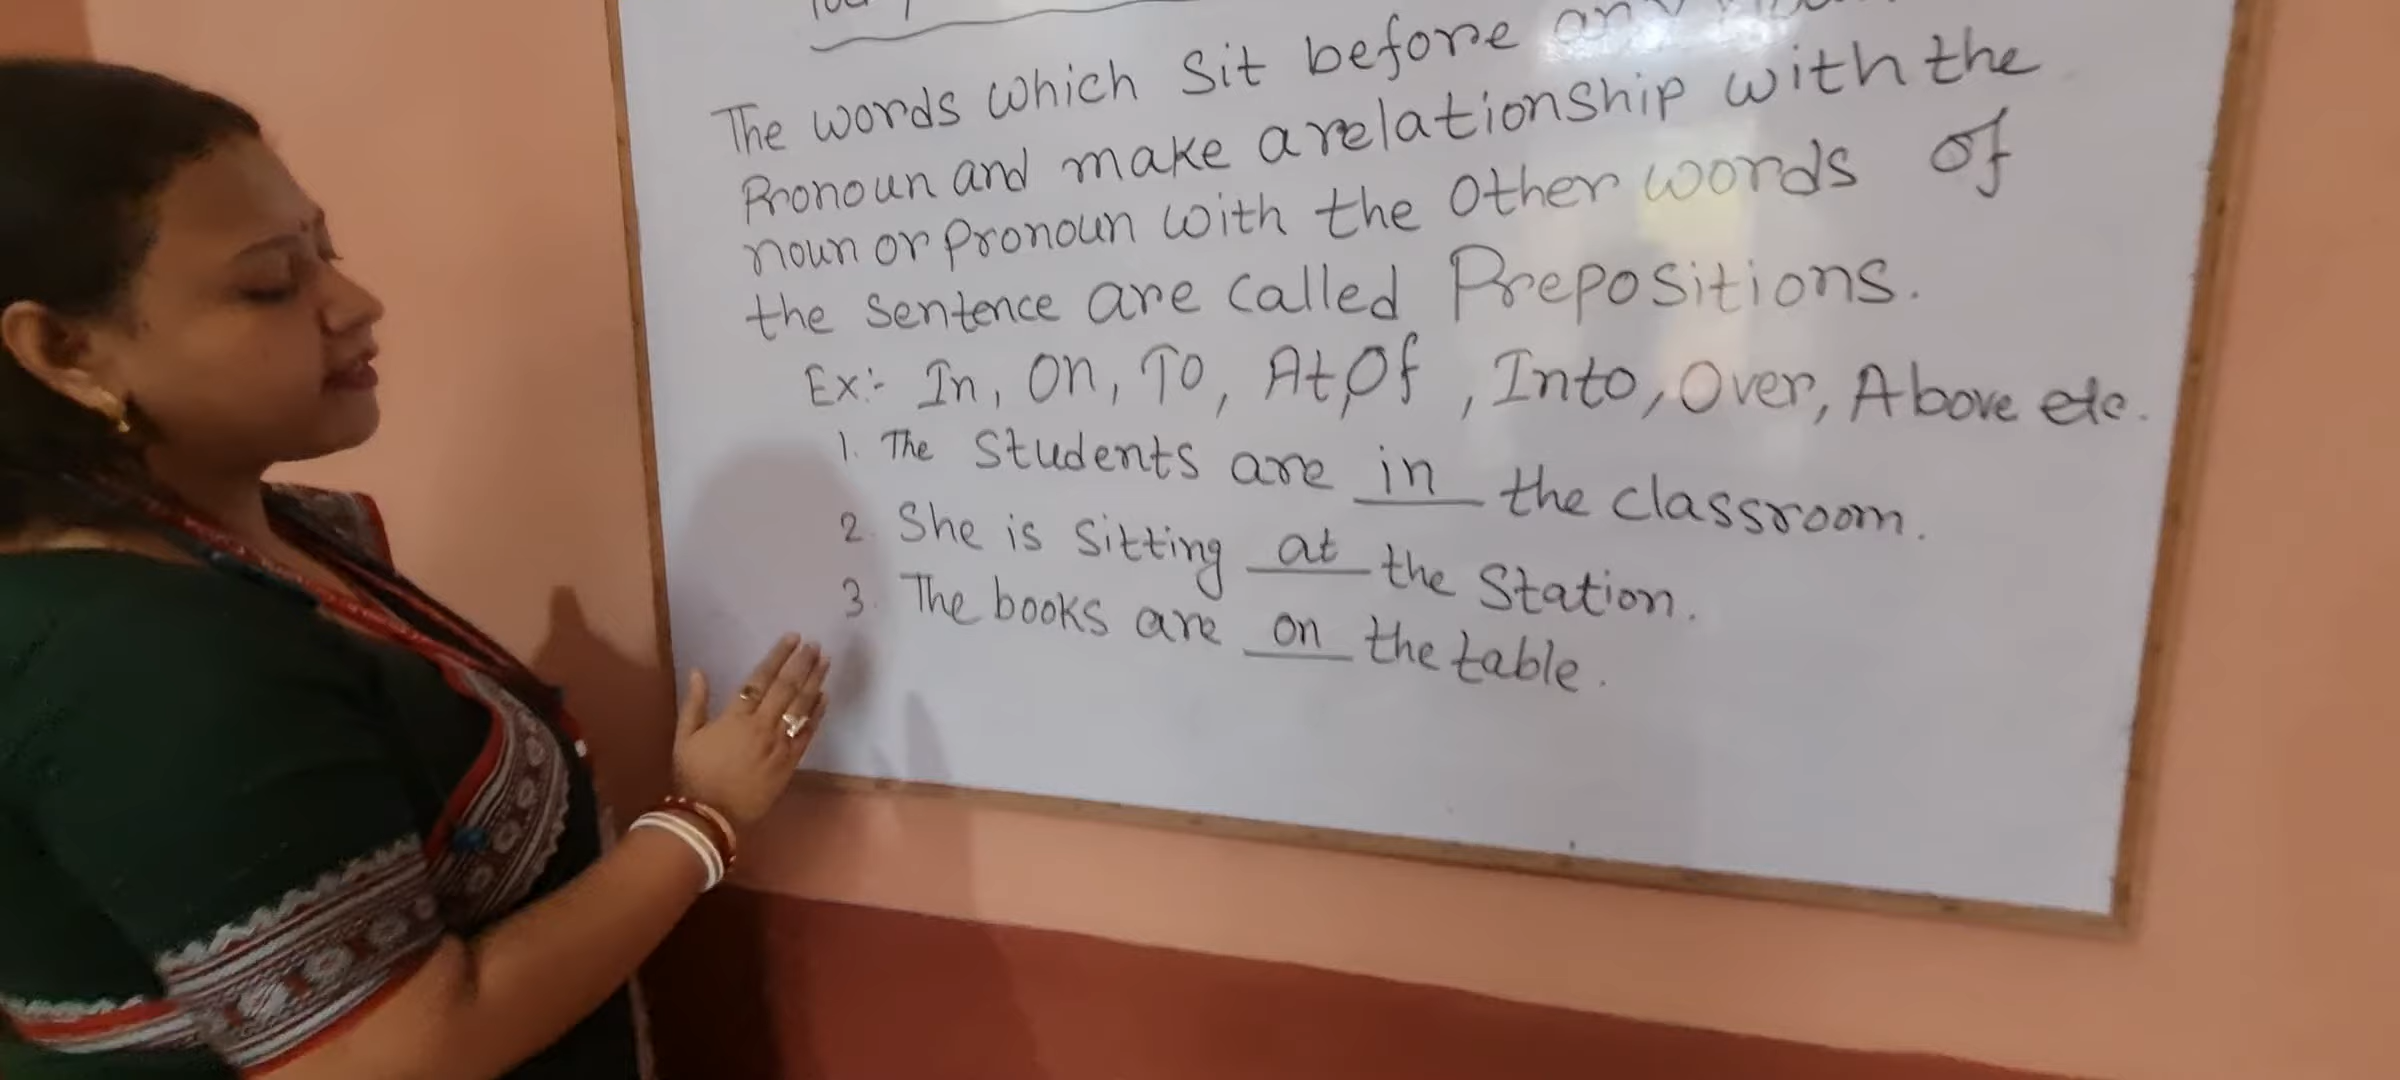 The words which sit before any
Pronoun and make a relationship with the
noun or pronoun with the other words of
the sentence are called Prepositions.
Ex:- In, On, To, At, Of, Into, Over, Above etc.
1. The Students are in the classroom.
2. She is sitting at the Station.
3. The books are on the table.